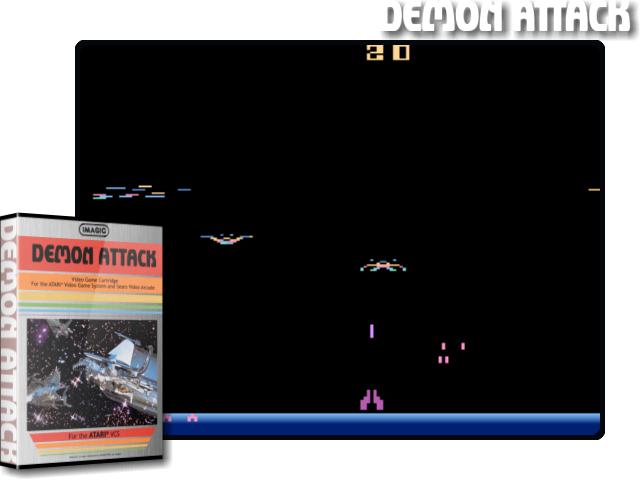 DEMON ATTACK
20
IMAGIC
DEMON ATTACK
Video Game Cartridge
For the ATARI® Video Game System and Sears Video Arcade
DEMON ATTACK
For the ATARI® VCS